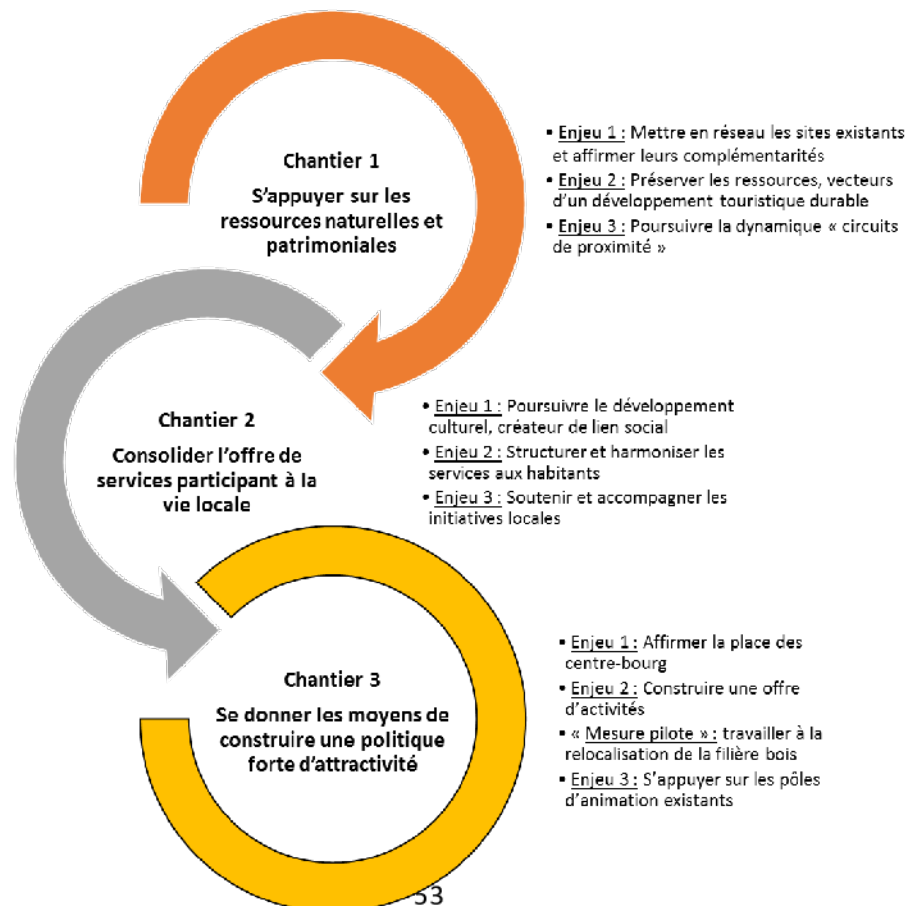 Chantier 1
S'appuyer sur les
ressources naturelles et
patrimoniales
▪ Enjeu 1 : Mettre en réseau les sites existants
et affirmer leurs complémentarités
▪ Enjeu 2 : Préserver les ressources, vecteurs
d'un développement touristique durable
▪ Enjeu 3 : Poursuivre la dynamique « circuits
de proximité »
Chantier 2
Consolider l'offre de
services participant à la
vie locale
• Enjeu 1 : Poursuivre le développement
culturel, créateur de lien social
• Enjeu 2 : Structurer et harmoniser les
services aux habitants
• Enjeu 3 : Soutenir et accompagner les
initiatives locales
Chantier 3
Se donner les moyens de
construire une politique
forte d'attractivité
▪ Enjeu 1 : Affirmer la place des
centre-bourg
▪ Enjeu 2 : Construire une offre
d'activités
▪ « Mesure pilote » : travailler à la
relocalisation de la filière bois
▪ Enjeu 3 : S'appuyer sur les pôles
d'animation existants
53